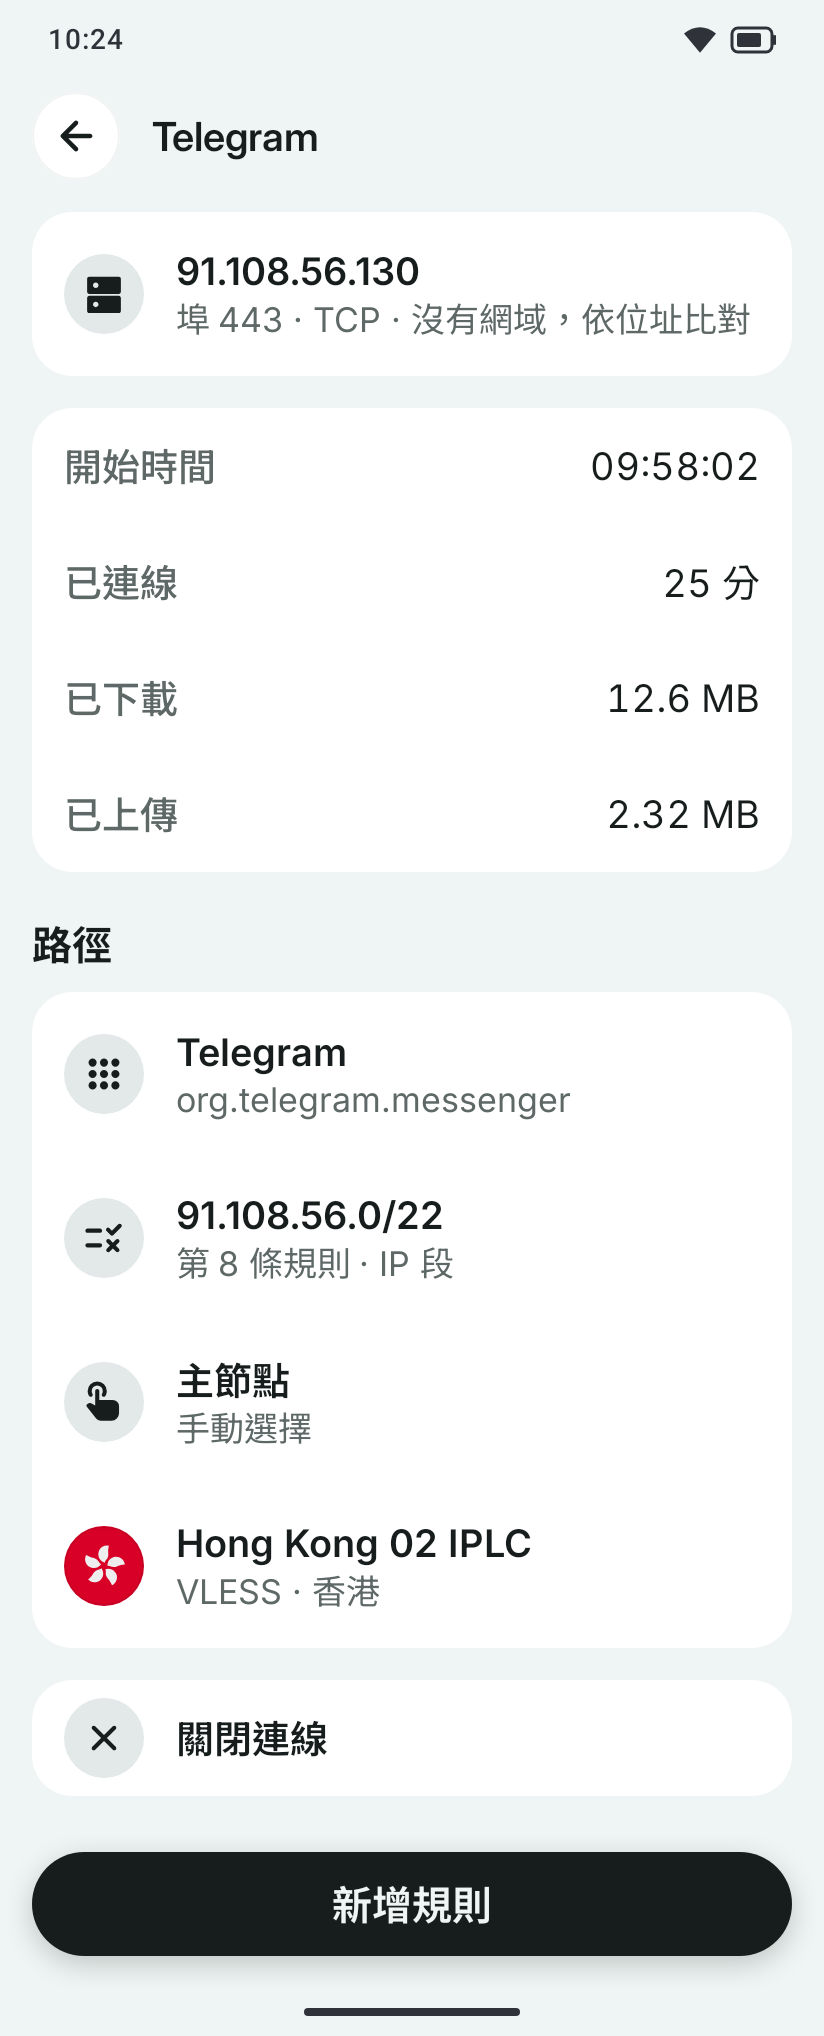 10:24
Telegram
91.108.56.130
埠 443 · TCP · 沒有網域，依位址比對
開始時間 09:58:02
已連線 25 分
已下載 12.6 MB
已上傳 2.32 MB
路徑
Telegram
org.telegram.messenger
91.108.56.0/22
第 8 條規則 · IP 段
主節點
手動選擇
Hong Kong 02 IPLC
VLESS · 香港
關閉連線
新增規則